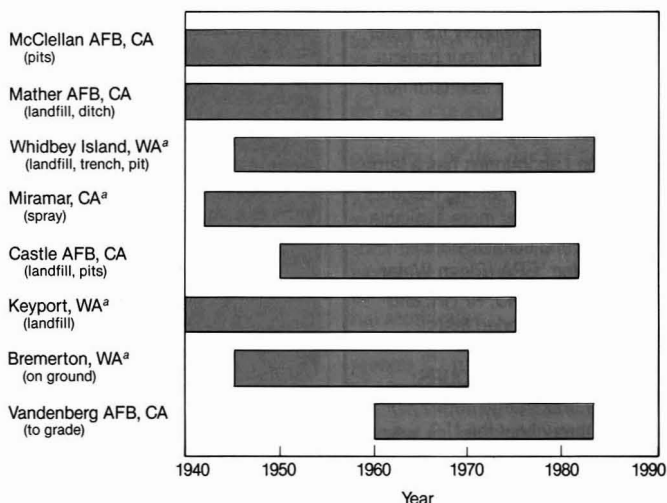 McClellan AFB, CA
(pits)
Mather AFB, CA
(landfill, ditch)
Whidbey Island, WAᵃ
(landfill, trench, pit)
Miramar, CAᵃ
(spray)
Castle AFB, CA
(landfill, pits)
Keyport, WAᵃ
(landfill)
Bremerton, WAᵃ
(on ground)
Vandenberg AFB, CA
(to grade)
1940 1950 1960 1970 1980 1990
Year